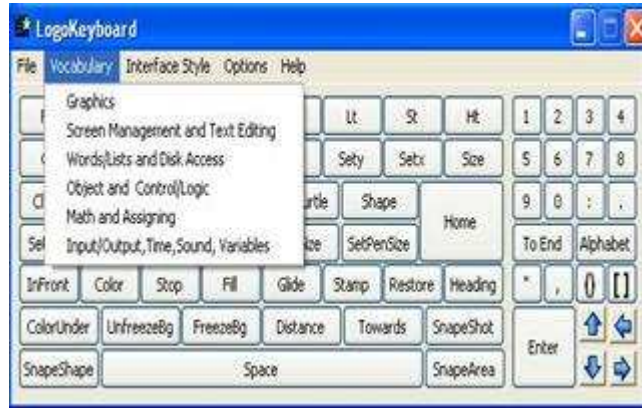 LogoKeyboard
File Vocabulary Interface Style Options Help
Graphics
Screen Management and Text Editing
Words/Lists and Disk Access
Object and Control/Logic
Math and Assigning
Input/Output,Time,Sound, Variables
Lt St Ht 1 2 3 4
Sety Setx Size 5 6 7 8
Shape Home 9 0 : .
SetPenSize To End Alphabet
InFront Color Stop Fill Glide Stamp Restore Heading " , () []
ColorUnder UnfreezeBg FreezeBg Distance Towards SnapeShot Enter
SnapeShape Space SnapeArea